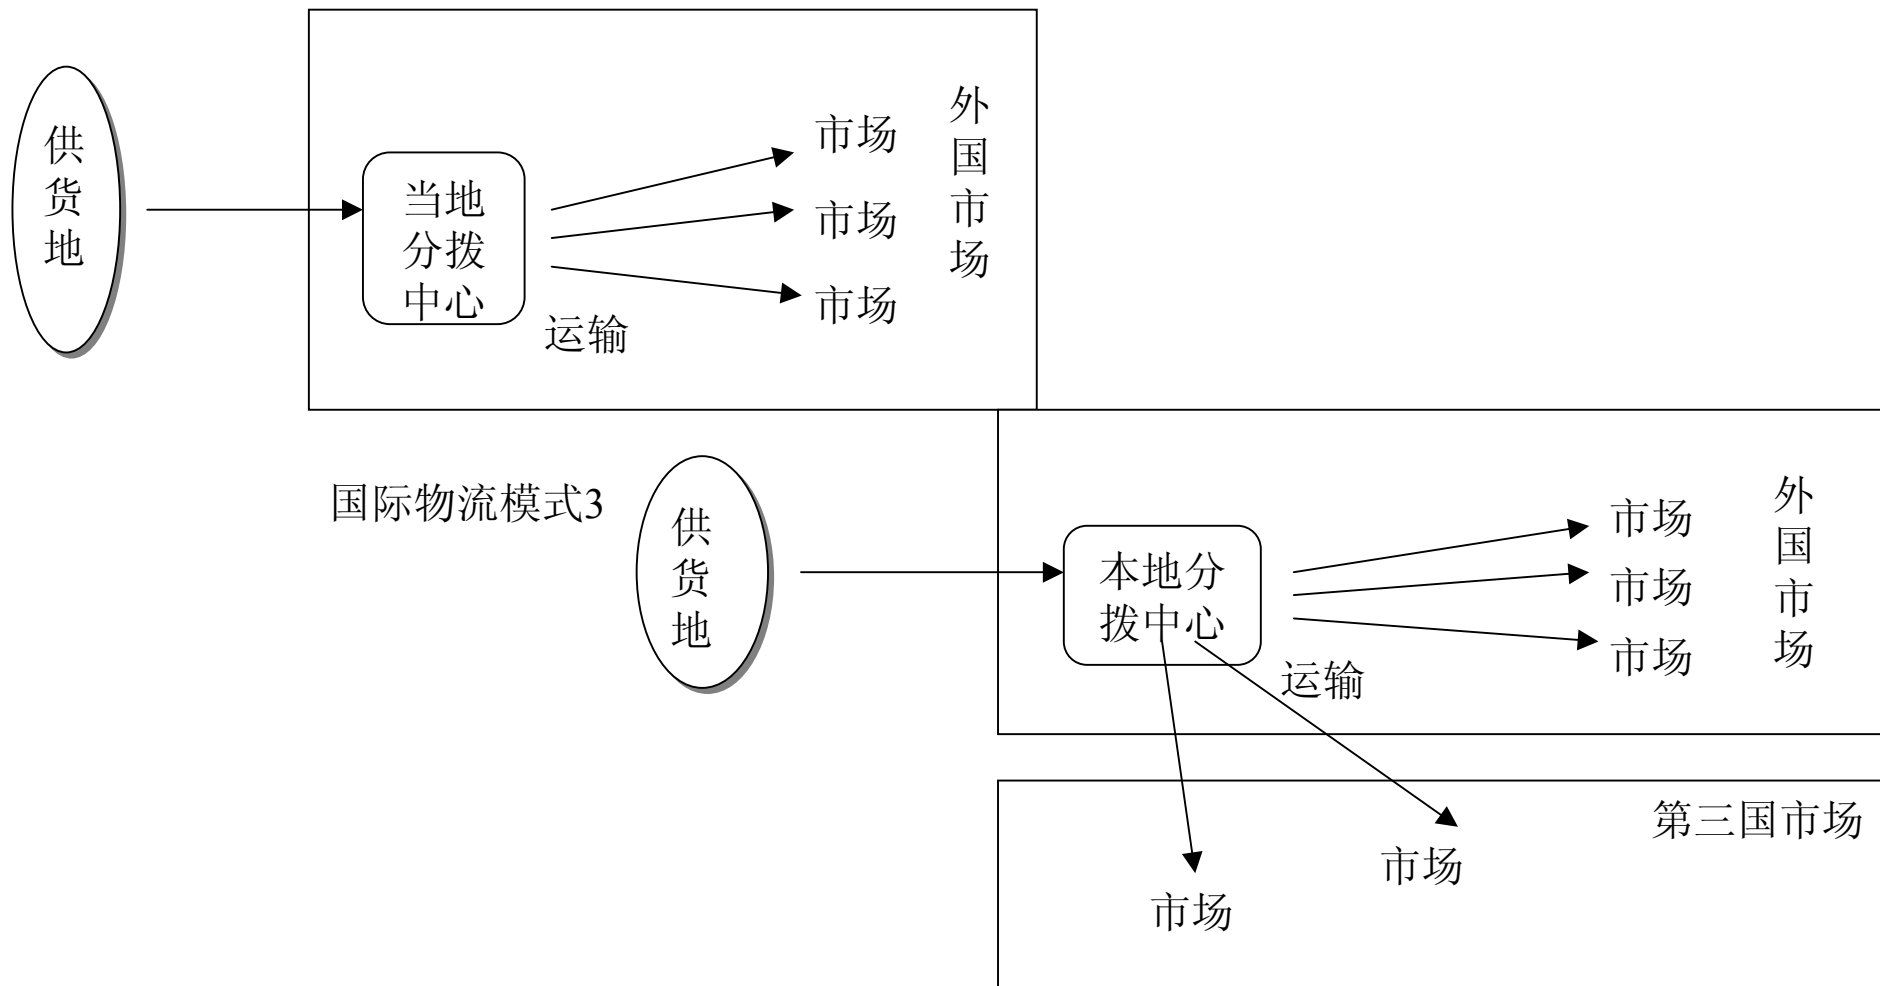 供
货
地
当地
分拨
中心
运输
市场
市场
市场
外
国
市
场
国际物流模式3
供
货
地
本地分
拨中心
运输
市场
市场
市场
外
国
市
场
第三国市场
市场
市场